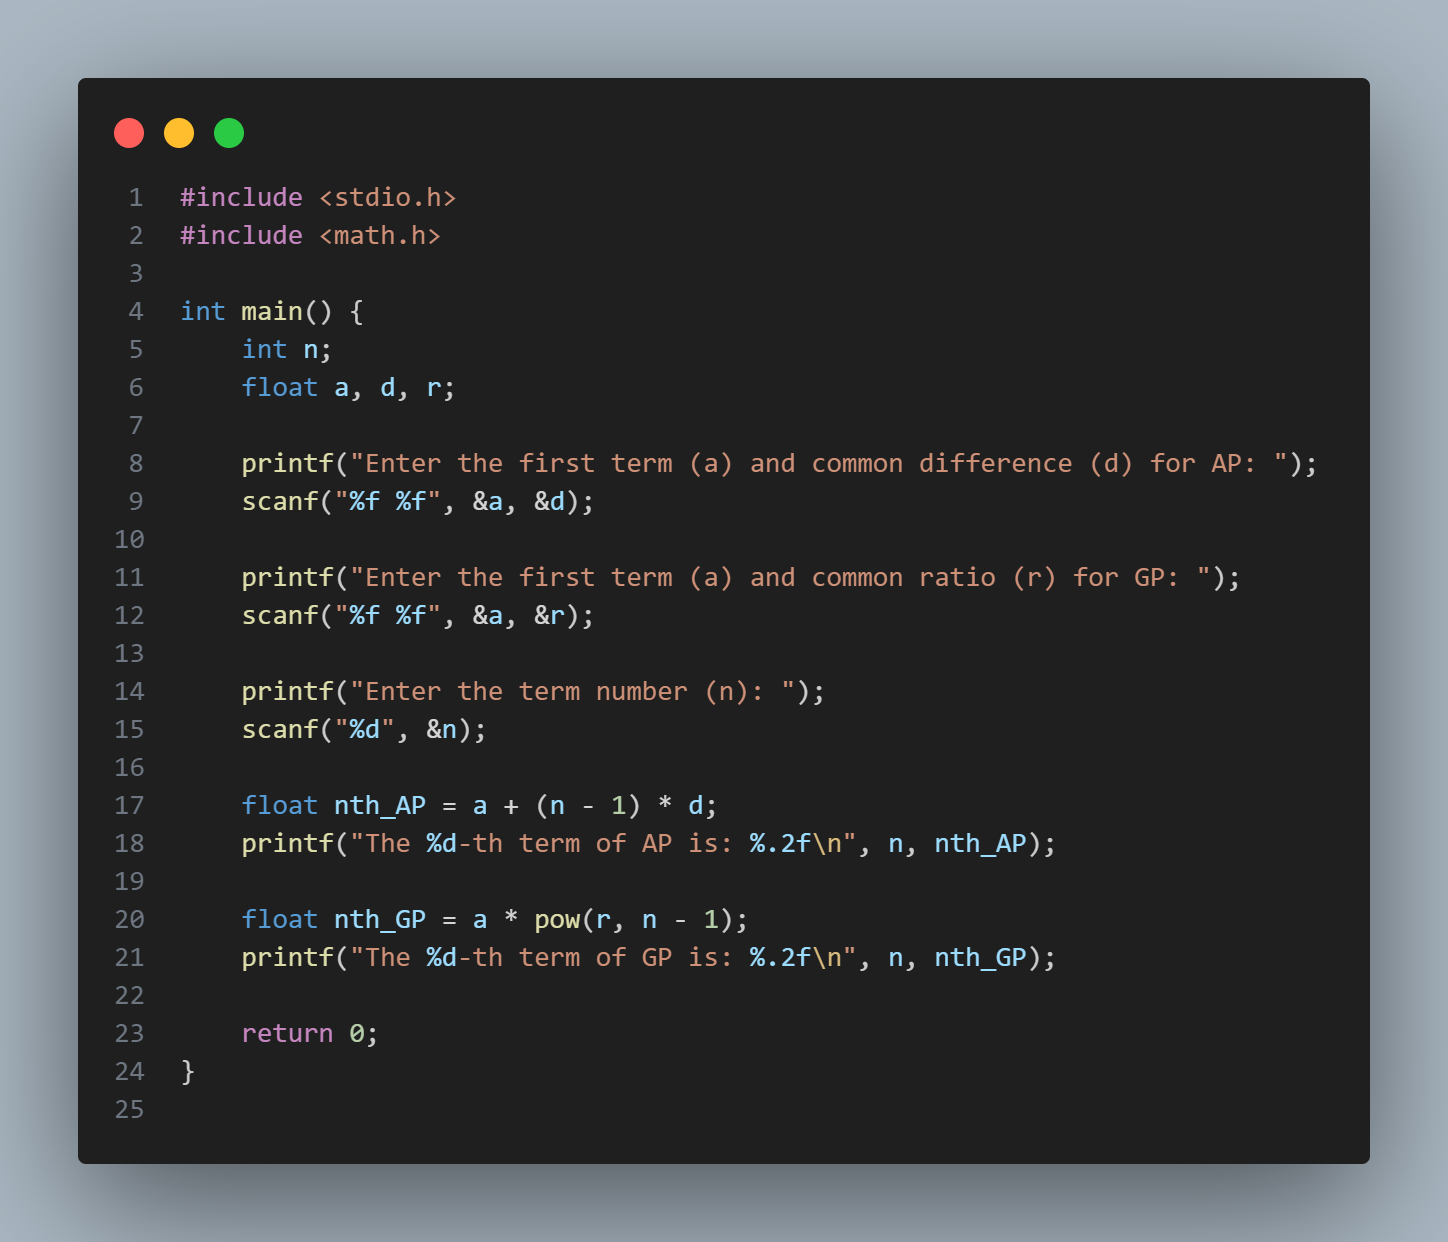 1 #include <stdio.h>
2 #include <math.h>
3
4 int main() {
5     int n;
6     float a, d, r;
7
8     printf("Enter the first term (a) and common difference (d) for AP: ");
9     scanf("%f %f", &a, &d);
10
11     printf("Enter the first term (a) and common ratio (r) for GP: ");
12     scanf("%f %f", &a, &r);
13
14     printf("Enter the term number (n): ");
15     scanf("%d", &n);
16
17     float nth_AP = a + (n - 1) * d;
18     printf("The %d-th term of AP is: %.2f\n", n, nth_AP);
19
20     float nth_GP = a * pow(r, n - 1);
21     printf("The %d-th term of GP is: %.2f\n", n, nth_GP);
22
23     return 0;
24 }
25